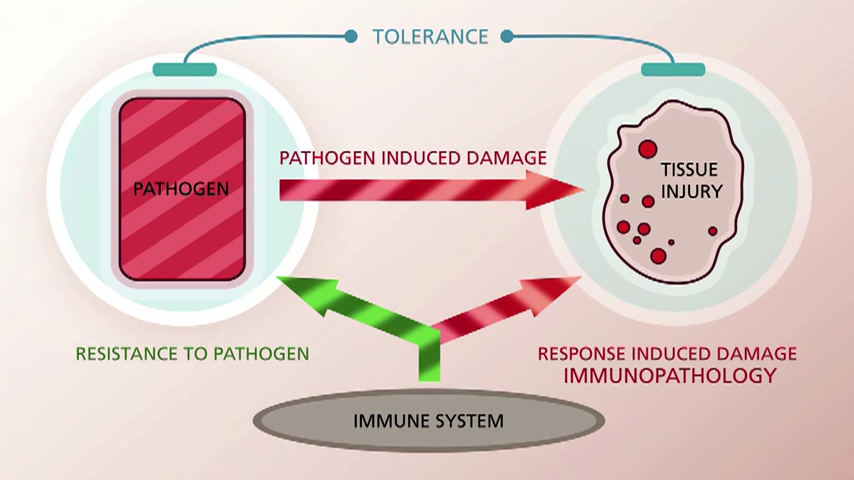 TOLERANCE
PATHOGEN INDUCED DAMAGE
PATHOGEN
TISSUE
INJURY
RESISTANCE TO PATHOGEN
RESPONSE INDUCED DAMAGE
IMMUNOPATHOLOGY
IMMUNE SYSTEM